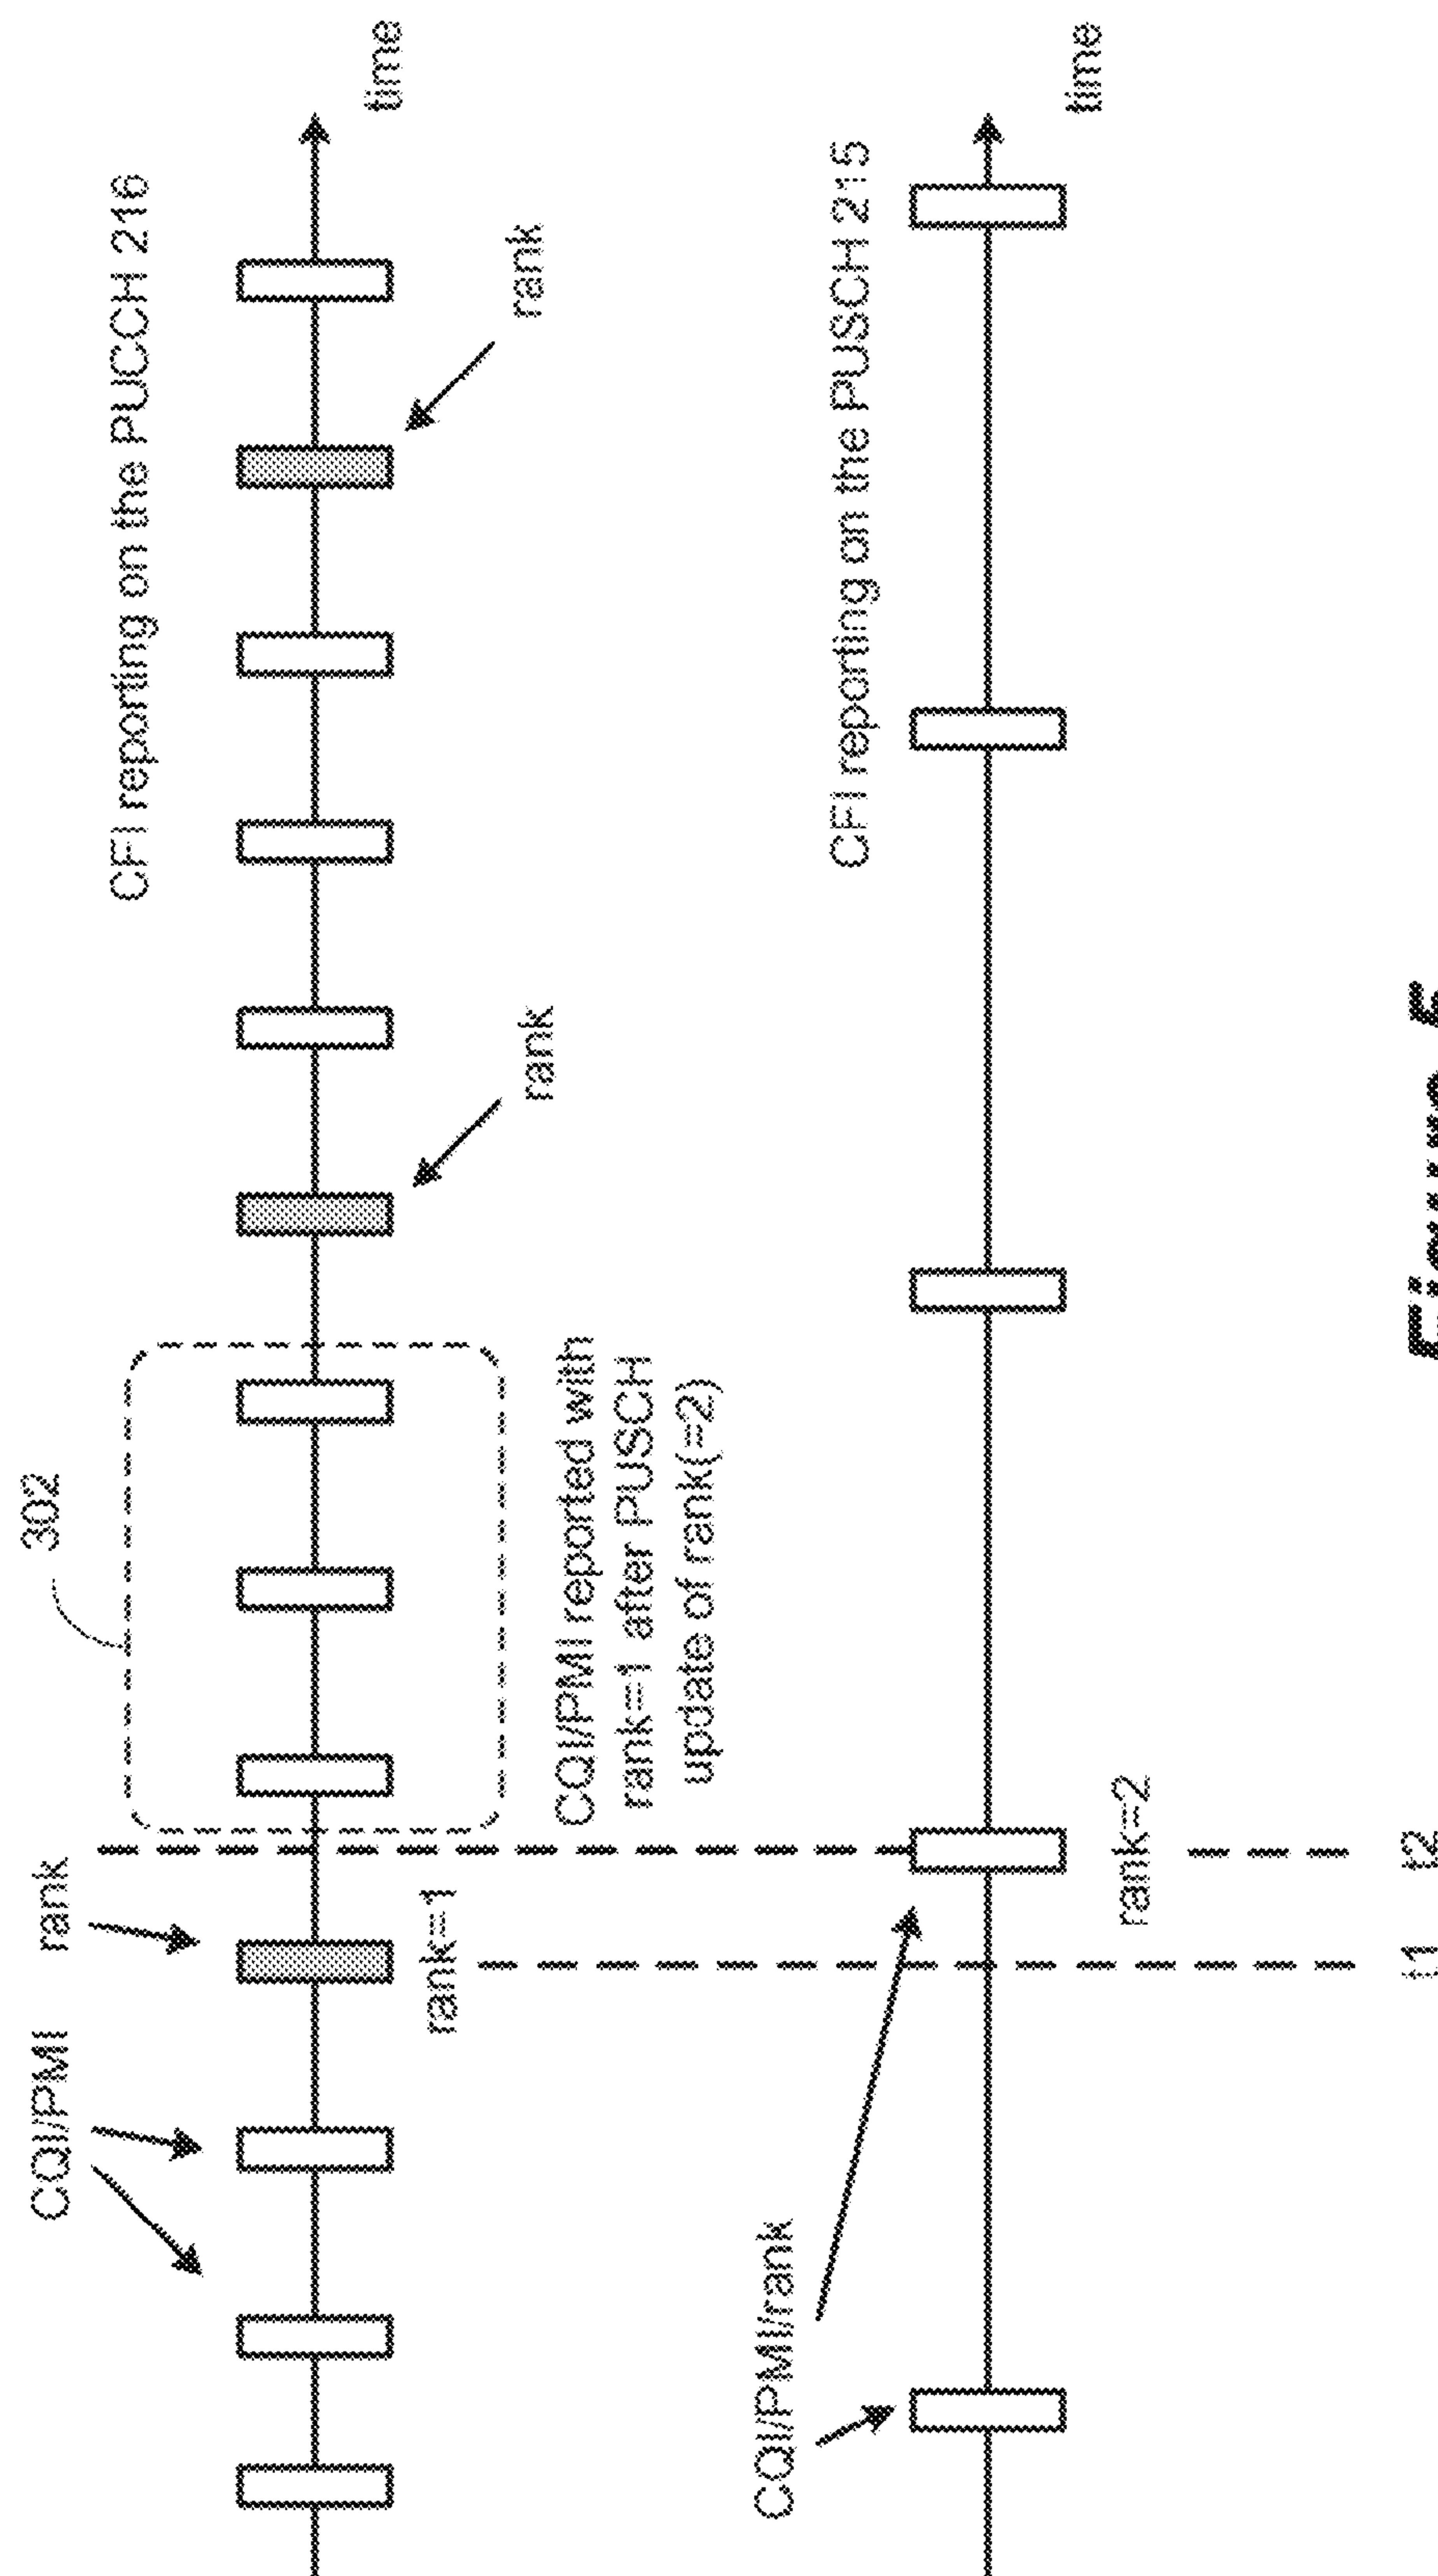 CQI/PMI
rank
302
CFI reporting on the PUCCH 216
time
rank=1
rank
rank
CQI/PMI reported with
rank=1 after PUSCH
update of rank(=2)
CQI/PMI/rank
CFI reporting on the PUSCH 215
time
rank=2
t1
t2
Figure 5